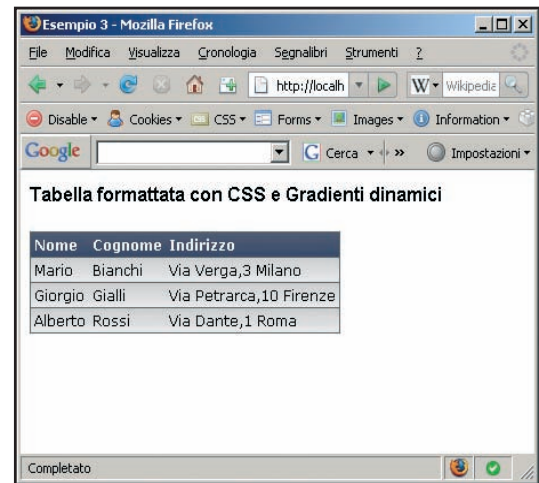 Esempio 3 - Mozilla Firefox
File Modifica Visualizza Cronologia Segnalibri Strumenti ?
http://localh W Wikipedia
Disable Cookies CSS Forms Images Information
Google G Cerca » Impostazioni
Tabella formattata con CSS e Gradienti dinamici
Nome Cognome Indirizzo
Mario Bianchi Via Verga,3 Milano
Giorgio Gialli Via Petrarca,10 Firenze
Alberto Rossi Via Dante,1 Roma
Completato